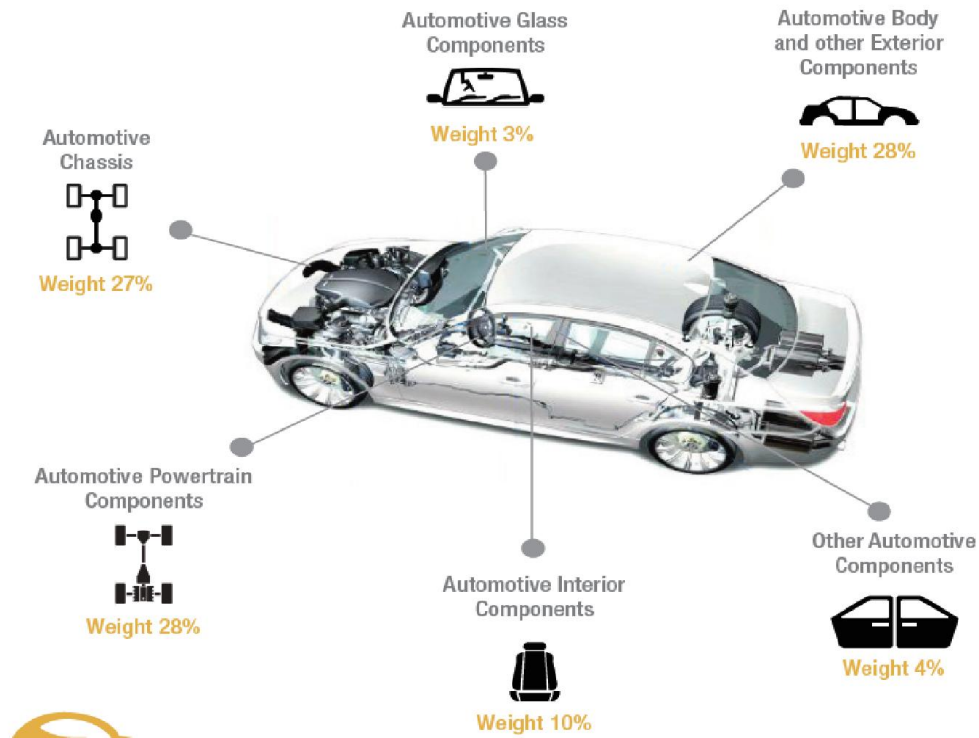 Automotive Glass
Components
Weight 3%
Automotive Body
and other Exterior
Components
Weight 28%
Automotive
Chassis
Weight 27%
Automotive Powertrain
Components
Weight 28%
Automotive Interior
Components
Weight 10%
Other Automotive
Components
Weight 4%